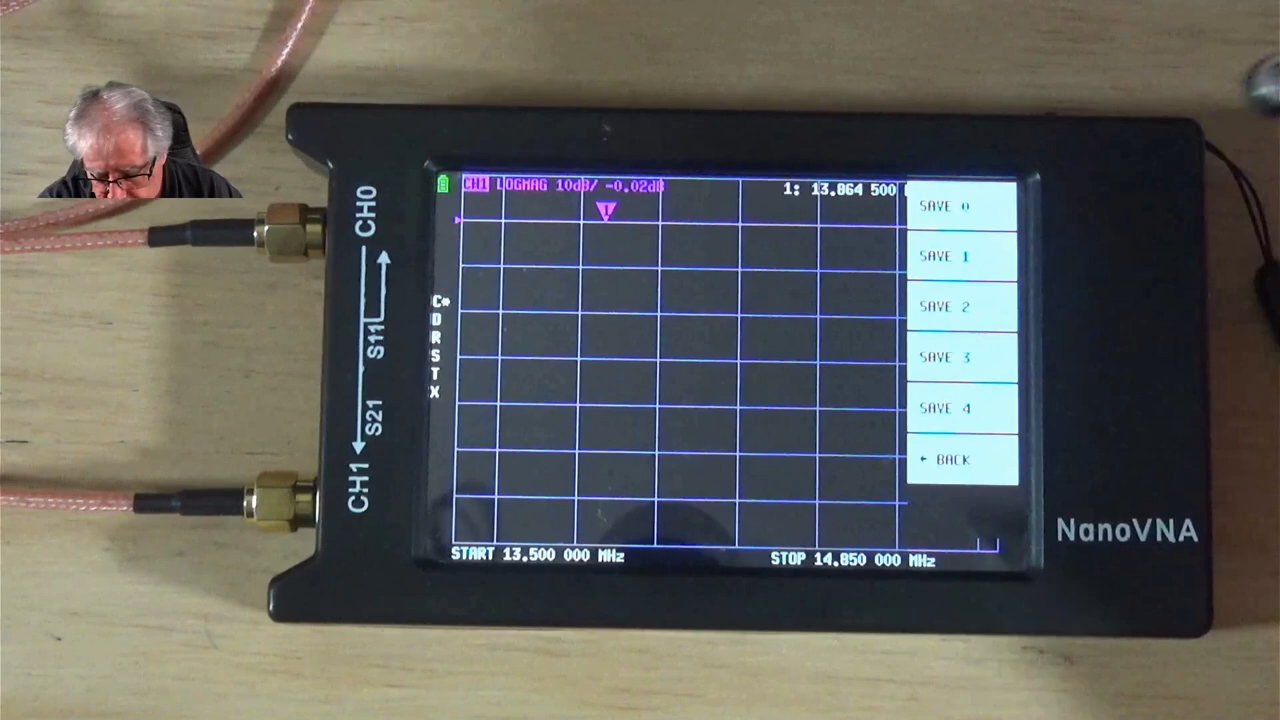 CH1 LOGMAG 10dB/ -0.02dB
1: 13.864 500
SAVE 0
SAVE 1
SAVE 2
SAVE 3
SAVE 4
← BACK
1
C*
D
R
S
T
X
START 13.500 000 MHz
STOP 14.850 000 MHz
CH0
S11
S21
CH1
NanoVNA